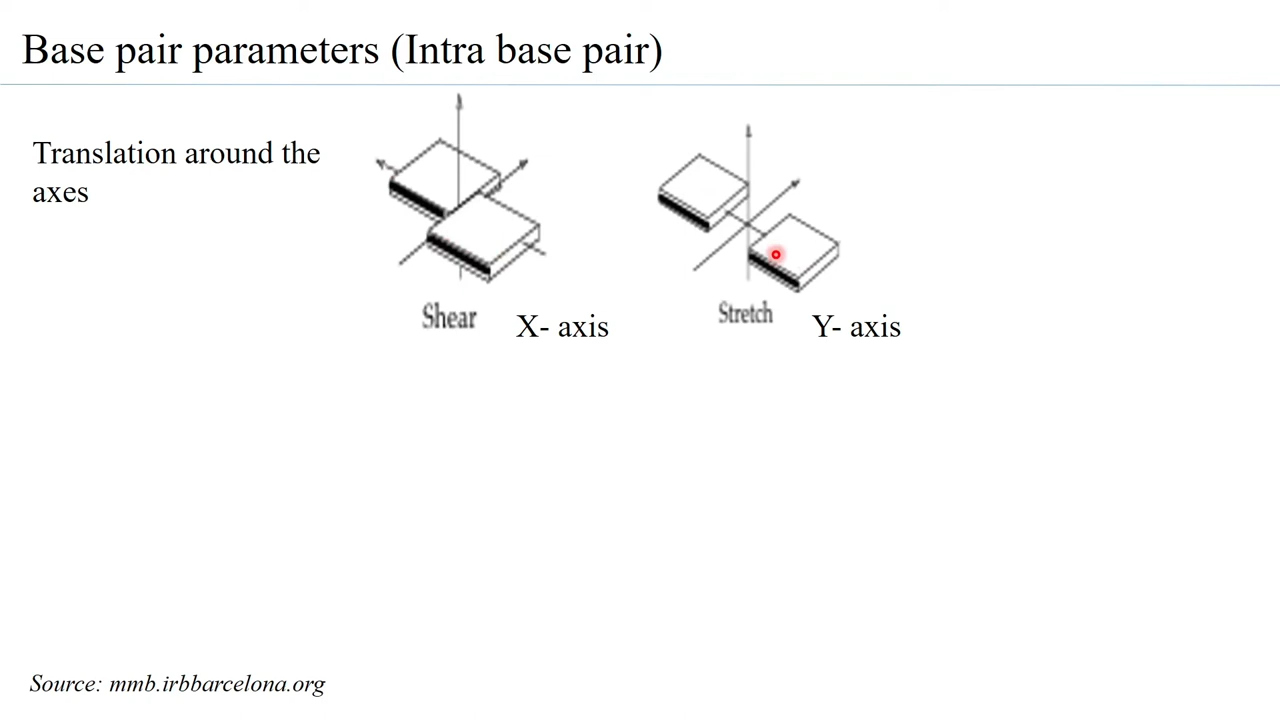 Base pair parameters (Intra base pair)
Translation around the
axes
Shear
X- axis
Stretch
Y- axis
Source: mmb.irbbarcelona.org